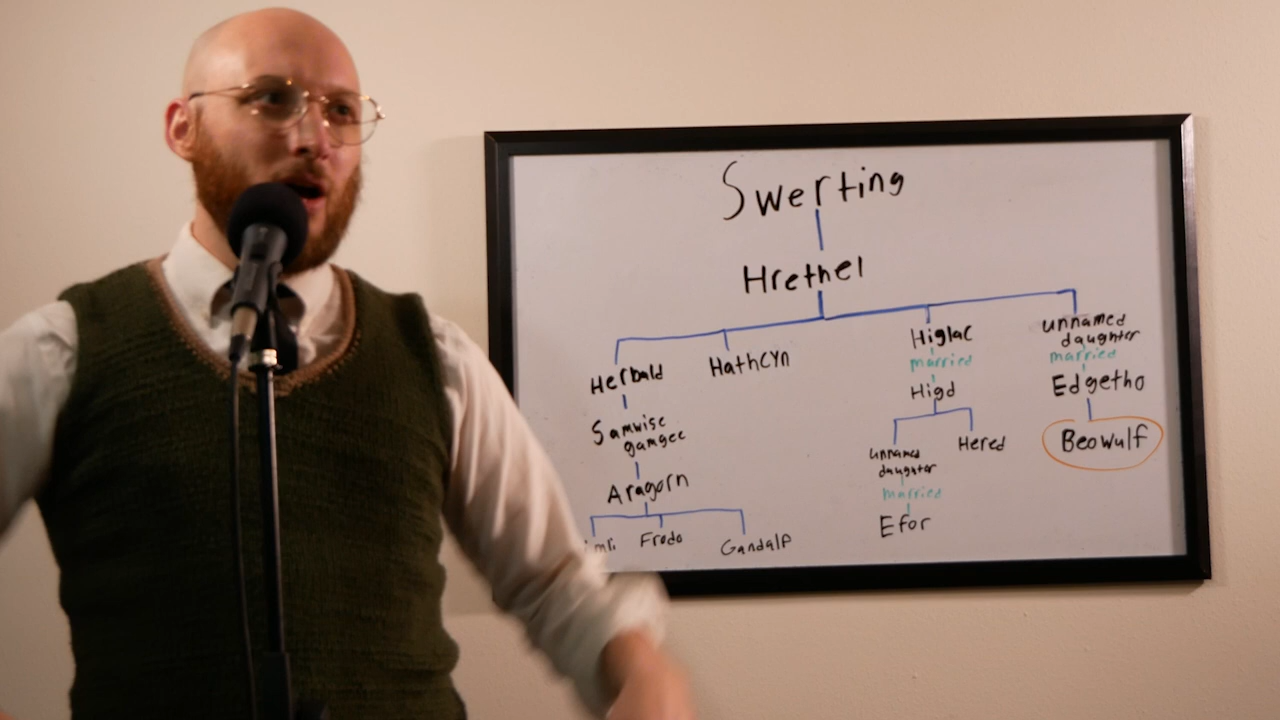 Swerting
Hrethel
Herbald
HathCyn
Higlac
unnamed
daughter
married
married
Higd
Edgetho
Samwise
gamgee
Beowulf
unnamed
daughter
Hered
Aragorn
married
Efor
Frodo
Gandalf